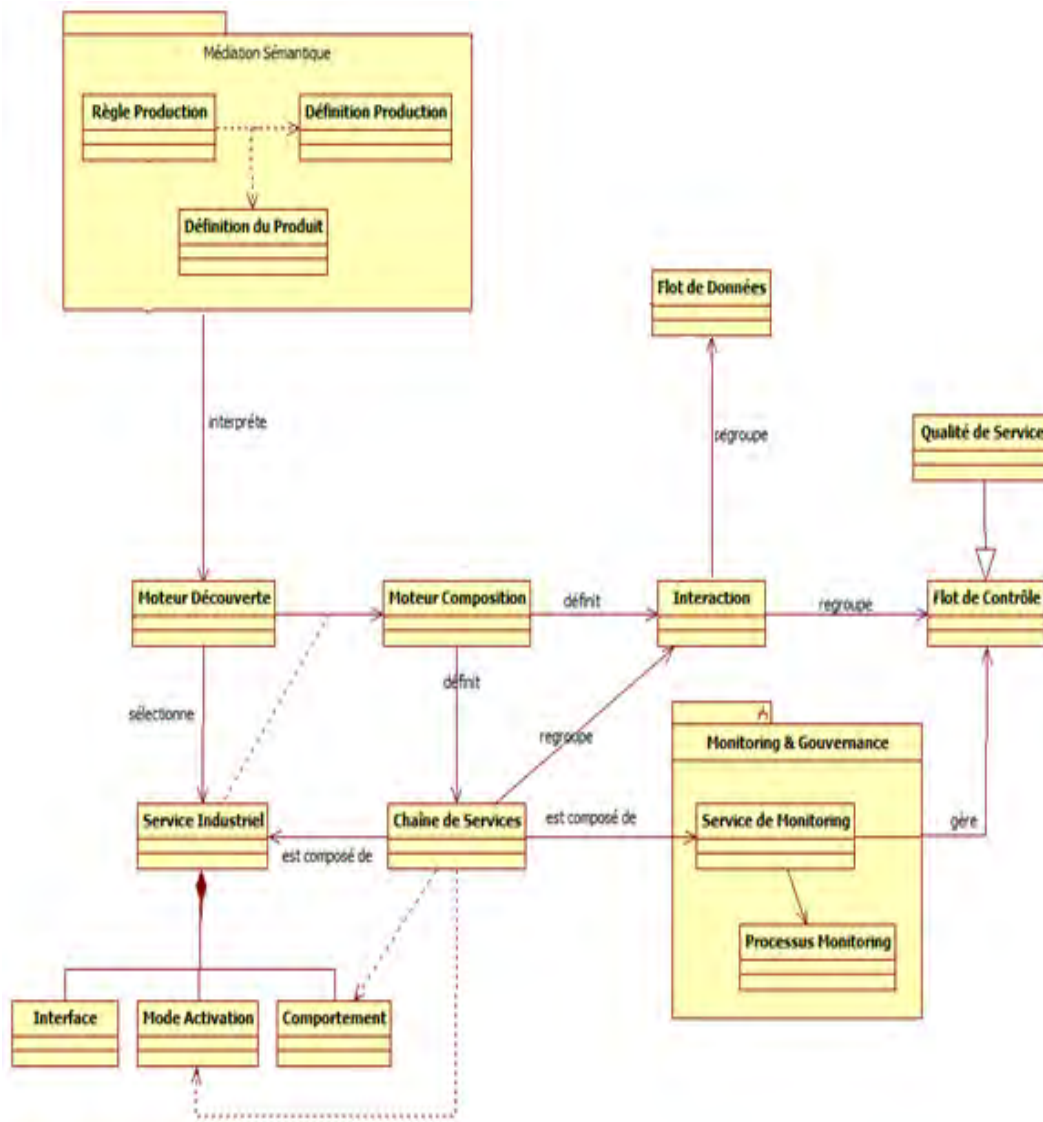 Médiation Sémantique
Règle Production
Définition Production
Définition du Produit
Flot de Données
interprète
ségroupe
Qualité de Service
Moteur Découverte
Moteur Composition
définit
Interaction
regroupe
Flot de Contrôle
sélectionne
définit
regroupe
Monitoring & Gouvernance
Service Industriel
est composé de
Chaîne de Services
est composé de
Service de Monitoring
gère
Processus Monitoring
Interface
Mode Activation
Comportement